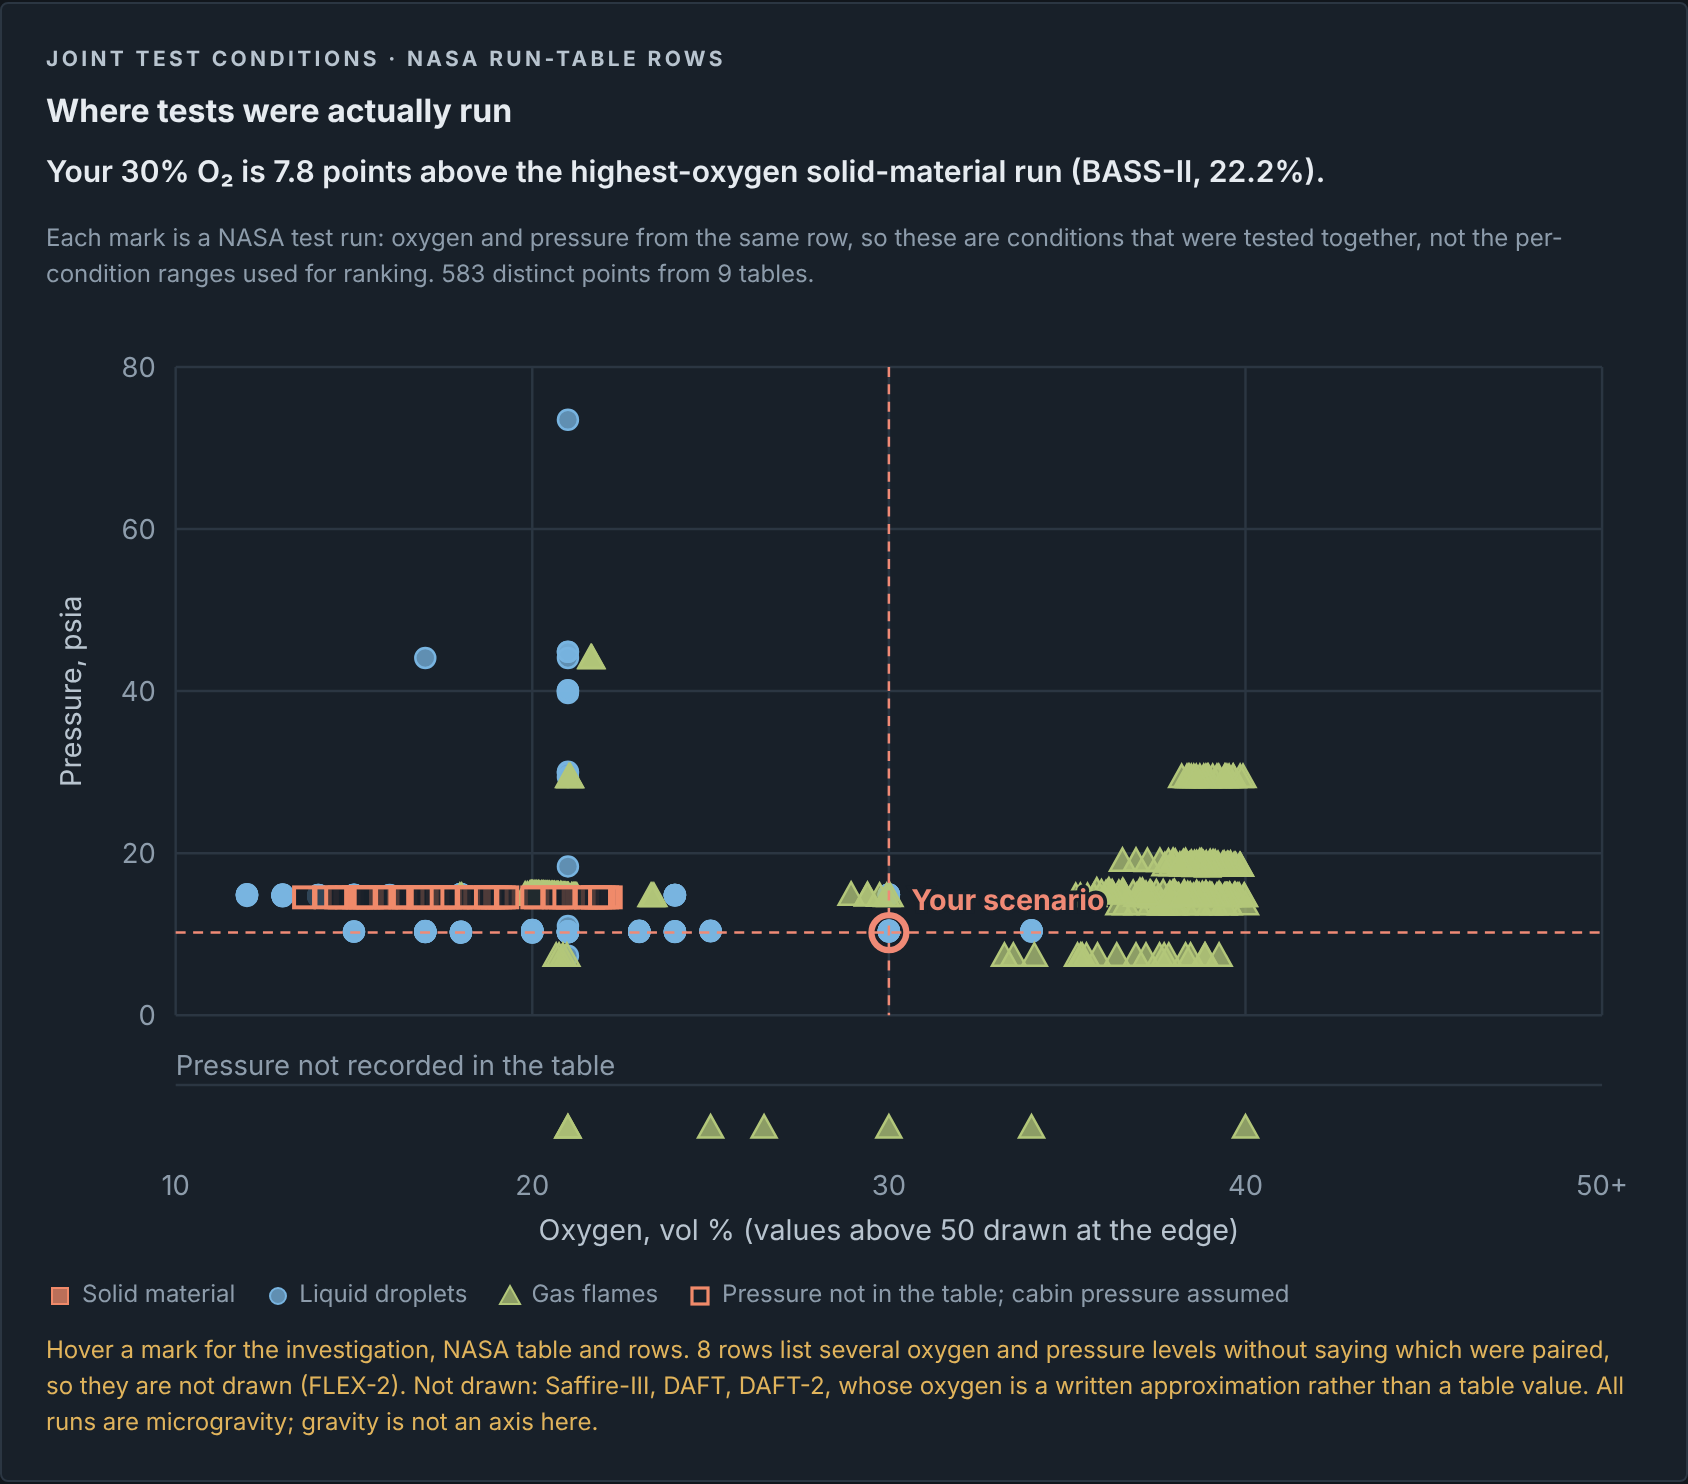 JOINT TEST CONDITIONS · NASA RUN-TABLE ROWS
Where tests were actually run
Your 30% O₂ is 7.8 points above the highest-oxygen solid-material run (BASS-II, 22.2%).
Each mark is a NASA test run: oxygen and pressure from the same row, so these are conditions that were tested together, not the per-
condition ranges used for ranking. 583 distinct points from 9 tables.
80
60
40
20
0
Pressure, psia
Your scenario
Pressure not recorded in the table
10 20 30 40 50+
Oxygen, vol % (values above 50 drawn at the edge)
Solid material Liquid droplets Gas flames Pressure not in the table; cabin pressure assumed
Hover a mark for the investigation, NASA table and rows. 8 rows list several oxygen and pressure levels without saying which were paired,
so they are not drawn (FLEX-2). Not drawn: Saffire-III, DAFT, DAFT-2, whose oxygen is a written approximation rather than a table value. All
runs are microgravity; gravity is not an axis here.